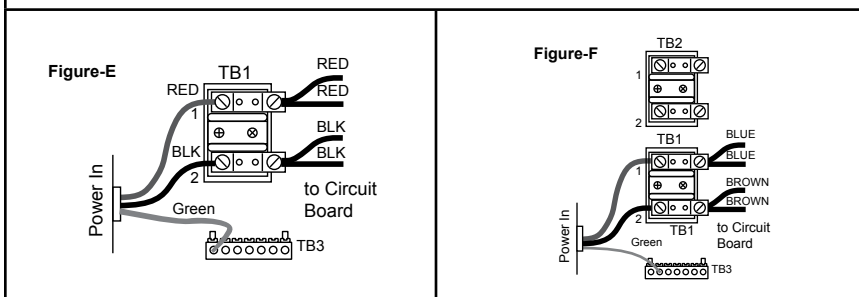 Figure-E
TB1
RED
RED
RED
1
BLK
BLK
BLK
2
Power In
Green
to Circuit
Board
TB3
Figure-F
TB2
1
2
TB1
BLUE
BLUE
1
BROWN
BROWN
2
TB1
to Circuit
Board
Power In
Green
TB3